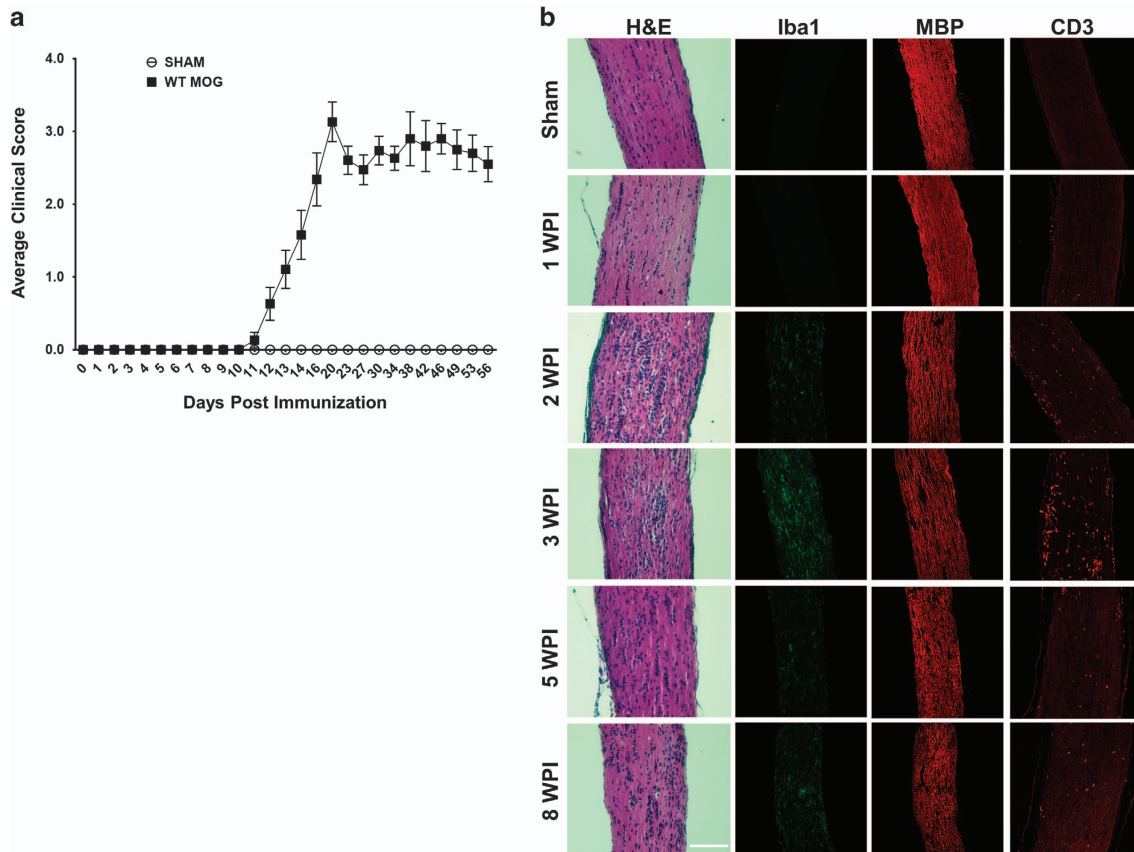 a
SHAM
WT MOG
4.0
3.0
2.0
1.0
0.0
Average Clinical Score
0 1 2 3 4 5 6 7 8 9 10 11 12 13 14 16 20 23 27 30 34 38 42 46 49 53 56
Days Post Immunization
b
H&E Iba1 MBP CD3
Sham
1 WPI
2 WPI
3 WPI
5 WPI
8 WPI